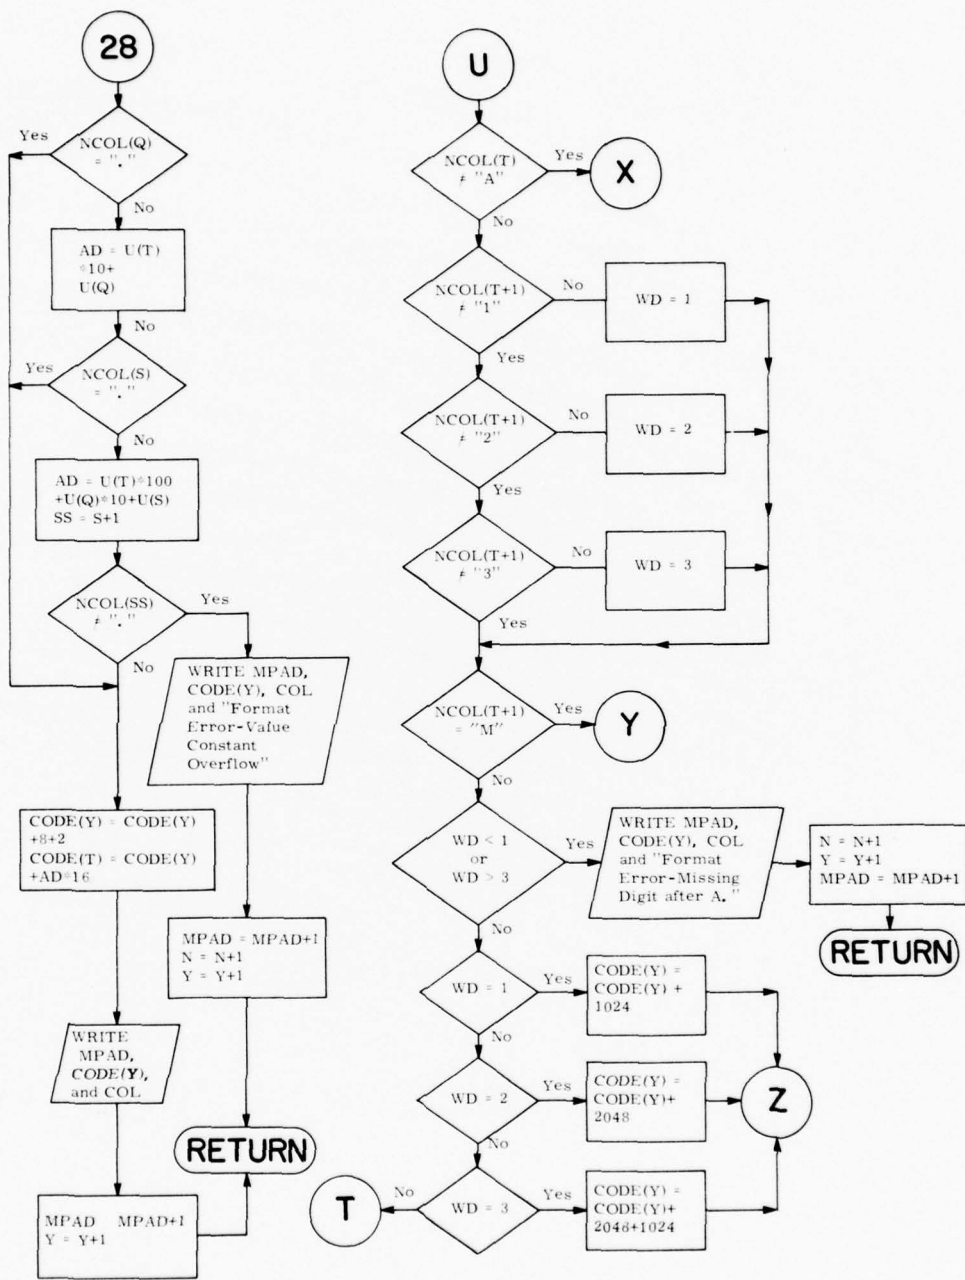 28
NCOL(Q)
= "."
Yes
No
AD = U(T)
*10+
U(Q)
No
NCOL(S)
= "."
Yes
No
AD = U(T)*100
+U(Q)*10+U(S)
SS = S+1
NCOL(SS)
≠ "."
Yes
No
WRITE MPAD,
CODE(Y), COL
and "Format
Error-Value
Constant
Overflow"
CODE(Y) = CODE(Y)
+8+2
CODE(T) = CODE(Y)
+AD*16
MPAD = MPAD+1
N = N+1
Y = Y+1
WRITE
MPAD,
CODE(Y),
and COL
RETURN
MPAD MPAD+1
Y = Y+1
U
NCOL(T)
≠ "A"
Yes
X
No
NCOL(T+1)
≠ "1"
No
WD = 1
Yes
NCOL(T+1)
≠ "2"
No
WD = 2
Yes
NCOL(T+1)
≠ "3"
No
WD = 3
Yes
NCOL(T+1)
= "M"
Yes
Y
No
WD < 1
or
WD > 3
Yes
WRITE MPAD,
CODE(Y), COL
and "Format
Error-Missing
Digit after A."
N = N+1
Y = Y+1
MPAD = MPAD+1
RETURN
No
WD = 1
Yes
CODE(Y) =
CODE(Y) +
1024
No
WD = 2
Yes
CODE(Y) =
CODE(Y)+
2048
Z
No
WD = 3
No
T
Yes
CODE(Y) =
CODE(Y)+
2048+1024